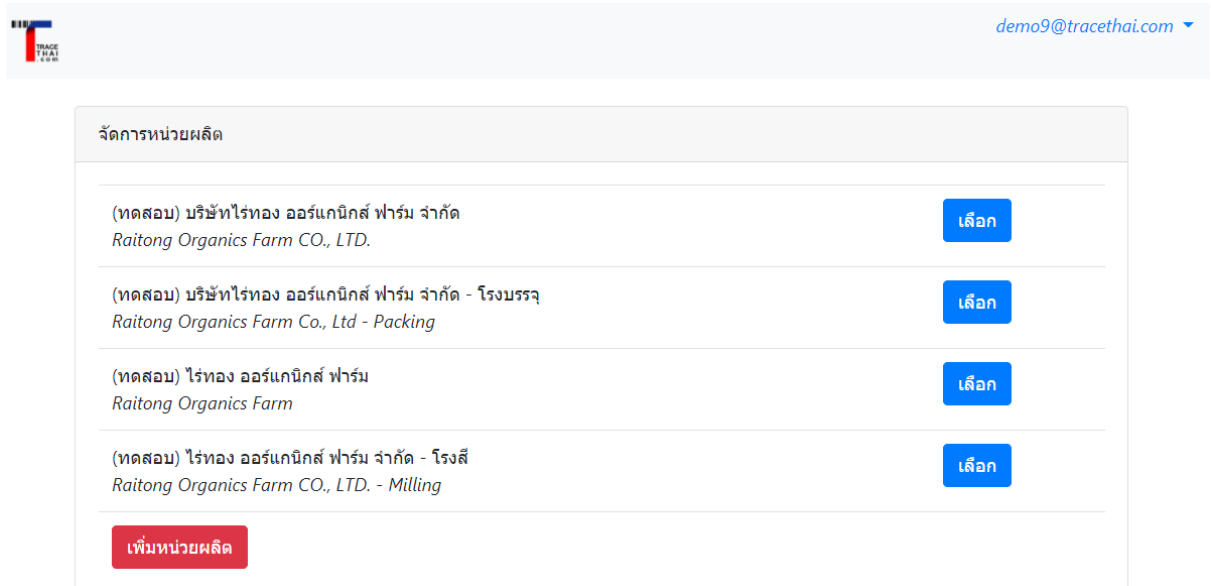 TRACE
THAI
.com
demo9@tracethai.com
จัดการหน่วยผลิต
(ทดสอบ) บริษัทไร่ทอง ออร์แกนิกส์ ฟาร์ม จำกัด
Raitong Organics Farm CO., LTD.
เลือก
(ทดสอบ) บริษัทไร่ทอง ออร์แกนิกส์ ฟาร์ม จำกัด - โรงบรรจุ
Raitong Organics Farm Co., Ltd - Packing
เลือก
(ทดสอบ) ไร่ทอง ออร์แกนิกส์ ฟาร์ม
Raitong Organics Farm
เลือก
(ทดสอบ) ไร่ทอง ออร์แกนิกส์ ฟาร์ม จำกัด - โรงสี
Raitong Organics Farm CO., LTD. - Milling
เลือก
เพิ่มหน่วยผลิต